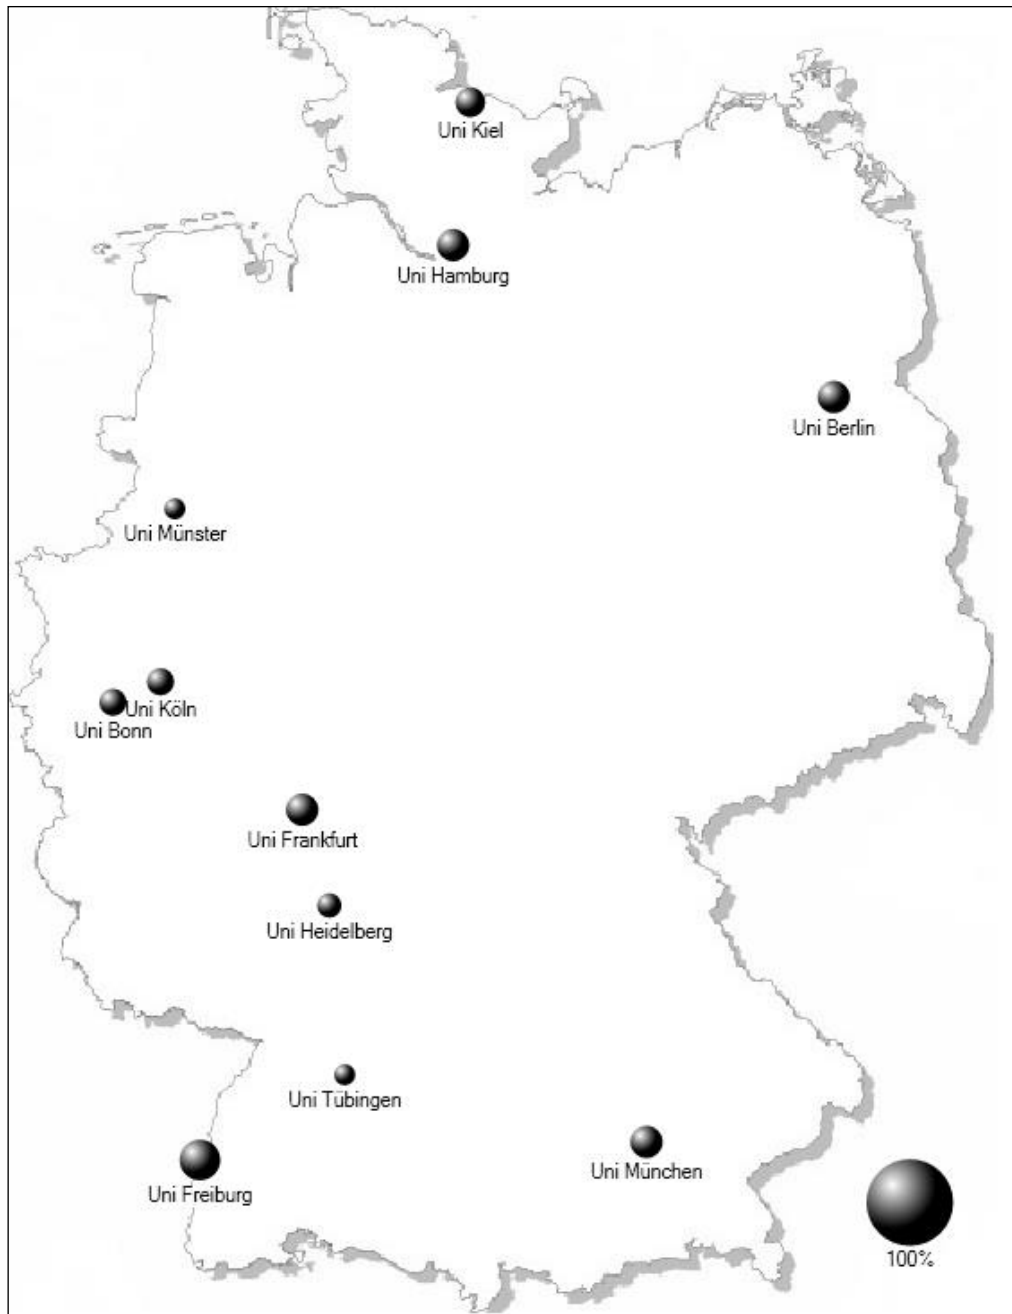 Uni Kiel
Uni Hamburg
Uni Berlin
Uni Münster
Uni Köln
Uni Bonn
Uni Frankfurt
Uni Heidelberg
Uni Tübingen
Uni München
Uni Freiburg
100%